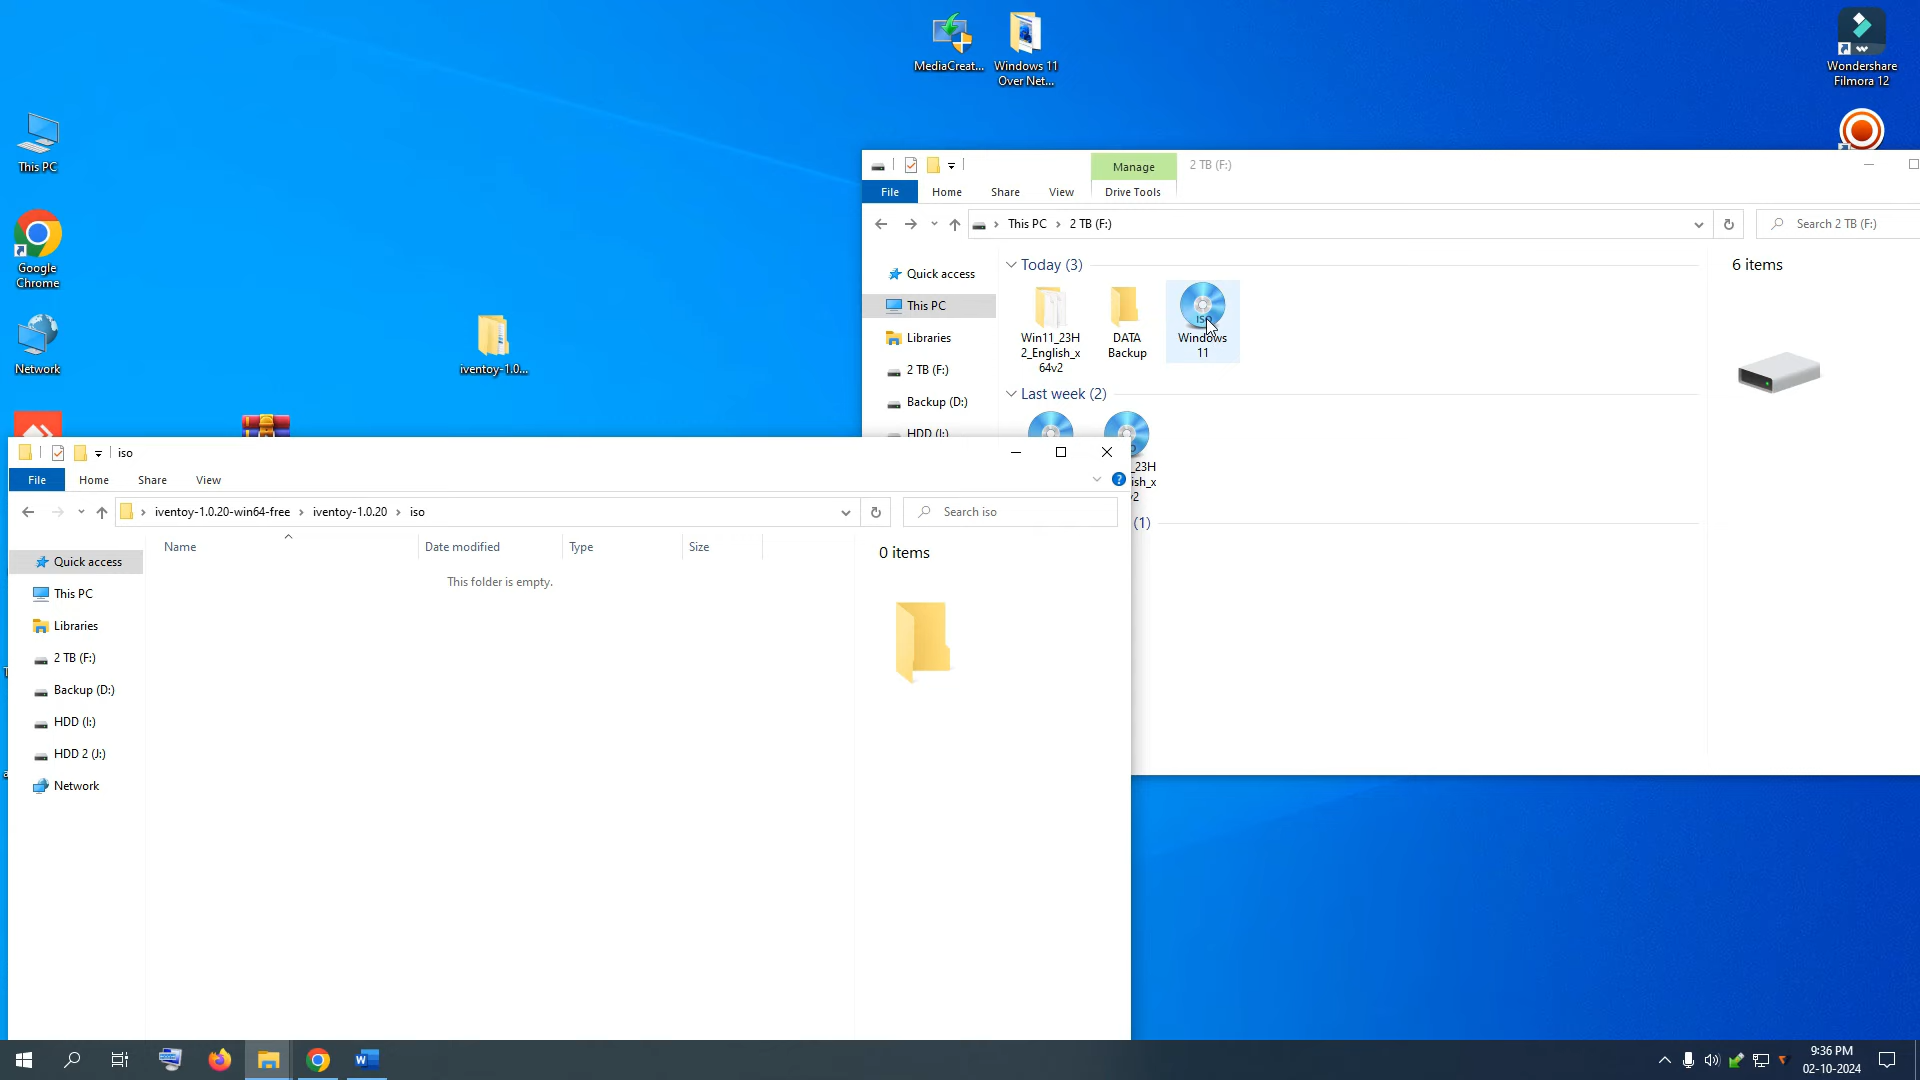 MediaCreat...
Windows 11
Over Net...
Wondershare
Filmora 12
This PC
Google
Chrome
Network
iventoy-1.0...
Manage
2 TB (F:)
File
Home
Share
View
Drive Tools
This PC
2 TB (F:)
Search 2 TB (F:)
Quick access
This PC
Libraries
2 TB (F:)
Backup (D:)
HDD (I:)
Today (3)
Win11_23H
2_English_x
64v2
DATA
Backup
ISO
Windows
11
Last week (2)
_23H
ish_x
v2
(1)
6 items
iso
File
Home
Share
View
iventoy-1.0.20-win64-free
iventoy-1.0.20
iso
Search iso
Name
Date modified
Type
Size
This folder is empty.
0 items
Quick access
This PC
Libraries
2 TB (F:)
Backup (D:)
HDD (I:)
HDD 2 (J:)
Network
9:36 PM
02-10-2024